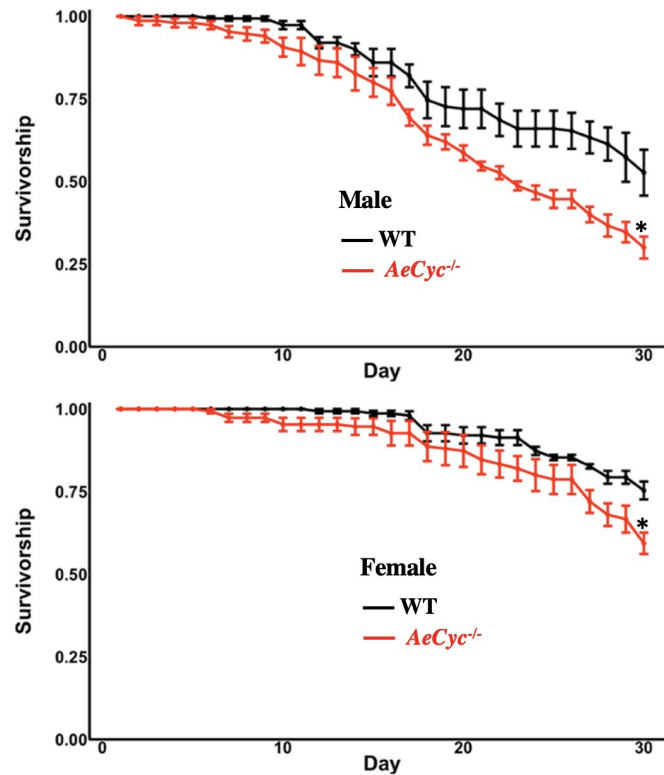 1.00
0.75
0.50
0.25
0.00
Survivorship
Male
WT
AeCyc-/-
*
0 10 20 30
Day
1.00
0.75
0.50
0.25
0.00
Survivorship
Female
WT
AeCyc-/-
*
0 10 20 30
Day